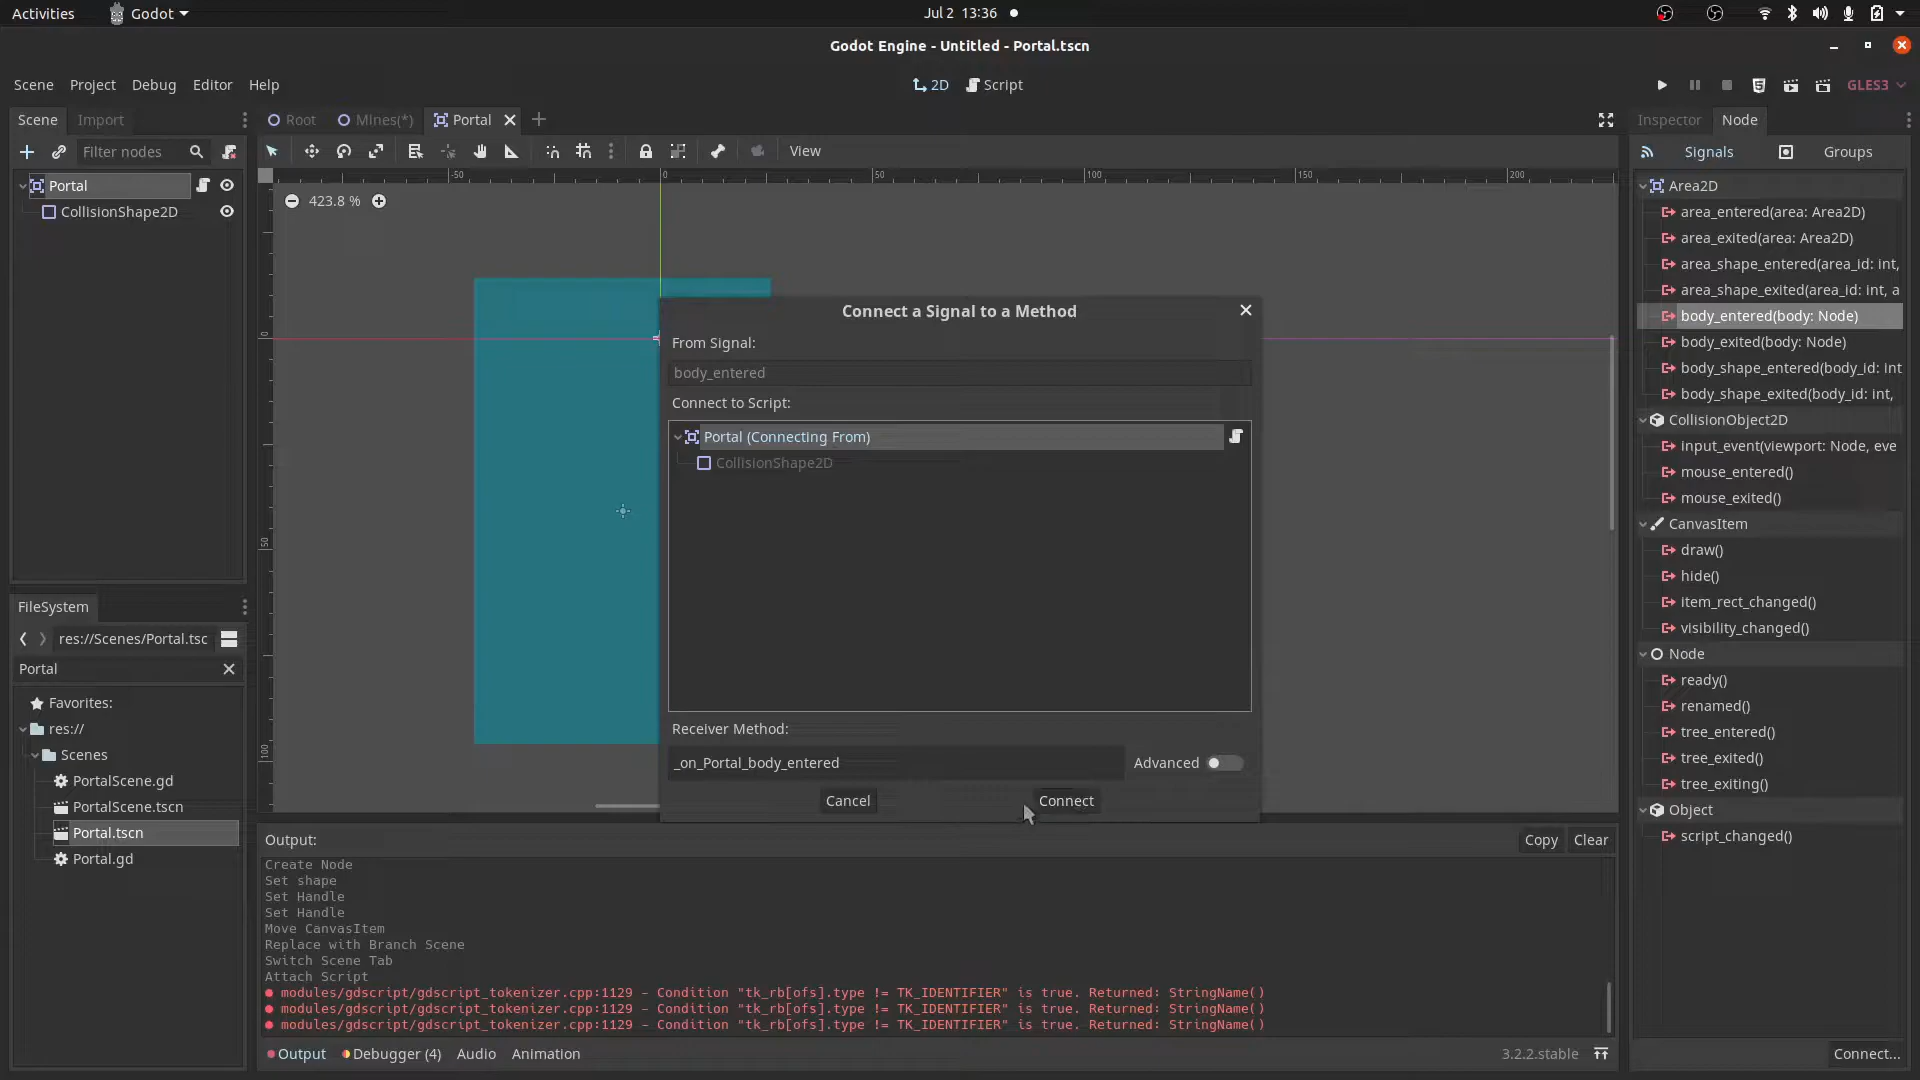 Activities
Godot
Jul 2 13:36
Godot Engine - Untitled - Portal.tscn
Scene Project Debug Editor Help
2D Script
GLES3
Scene Import
Root MInes(*) Portal
Inspector Node
Filter nodes
View
Signals Groups
Portal
CollisionShape2D
-50 0 50 100 150 200
423.8 %
0
50
100
Connect a Signal to a Method
From Signal:
body_entered
Connect to Script:
Portal (Connecting From)
CollisionShape2D
Receiver Method:
_on_Portal_body_entered
Advanced
Cancel Connect
Area2D
area_entered(area: Area2D)
area_exited(area: Area2D)
area_shape_entered(area_id: int,
area_shape_exited(area_id: int, a
body_entered(body: Node)
body_exited(body: Node)
body_shape_entered(body_id: int
body_shape_exited(body_id: int,
CollisionObject2D
input_event(viewport: Node, eve
mouse_entered()
mouse_exited()
CanvasItem
draw()
hide()
item_rect_changed()
visibility_changed()
Node
ready()
renamed()
tree_entered()
tree_exited()
tree_exiting()
Object
script_changed()
Connect...
FileSystem
res://Scenes/Portal.tsc
Portal
Favorites:
res://
Scenes
PortalScene.gd
PortalScene.tscn
Portal.tscn
Portal.gd
Output:
Copy Clear
Create Node
Set shape
Set Handle
Set Handle
Move CanvasItem
Replace with Branch Scene
Switch Scene Tab
Attach Script
modules/gdscript/gdscript_tokenizer.cpp:1129 - Condition "tk_rb[ofs].type != TK_IDENTIFIER" is true. Returned: StringName()
modules/gdscript/gdscript_tokenizer.cpp:1129 - Condition "tk_rb[ofs].type != TK_IDENTIFIER" is true. Returned: StringName()
modules/gdscript/gdscript_tokenizer.cpp:1129 - Condition "tk_rb[ofs].type != TK_IDENTIFIER" is true. Returned: StringName()
Output Debugger (4) Audio Animation
3.2.2.stable